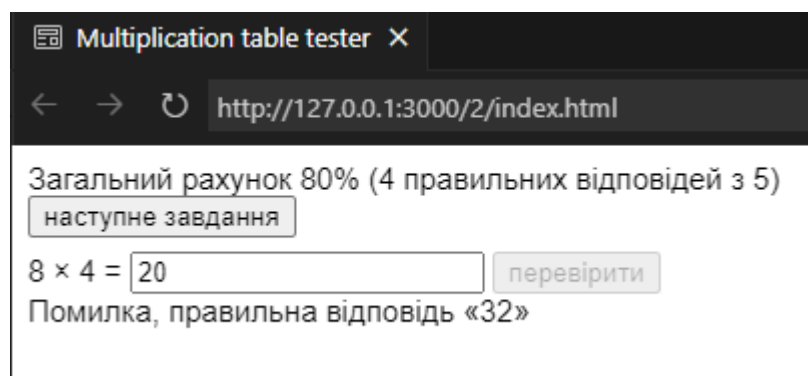 Multiplication table tester
http://127.0.0.1:3000/2/index.html
Загальний рахунок 80% (4 правильних відповідей з 5)
наступне завдання
8 × 4 = 20 перевірити
Помилка, правильна відповідь «32»